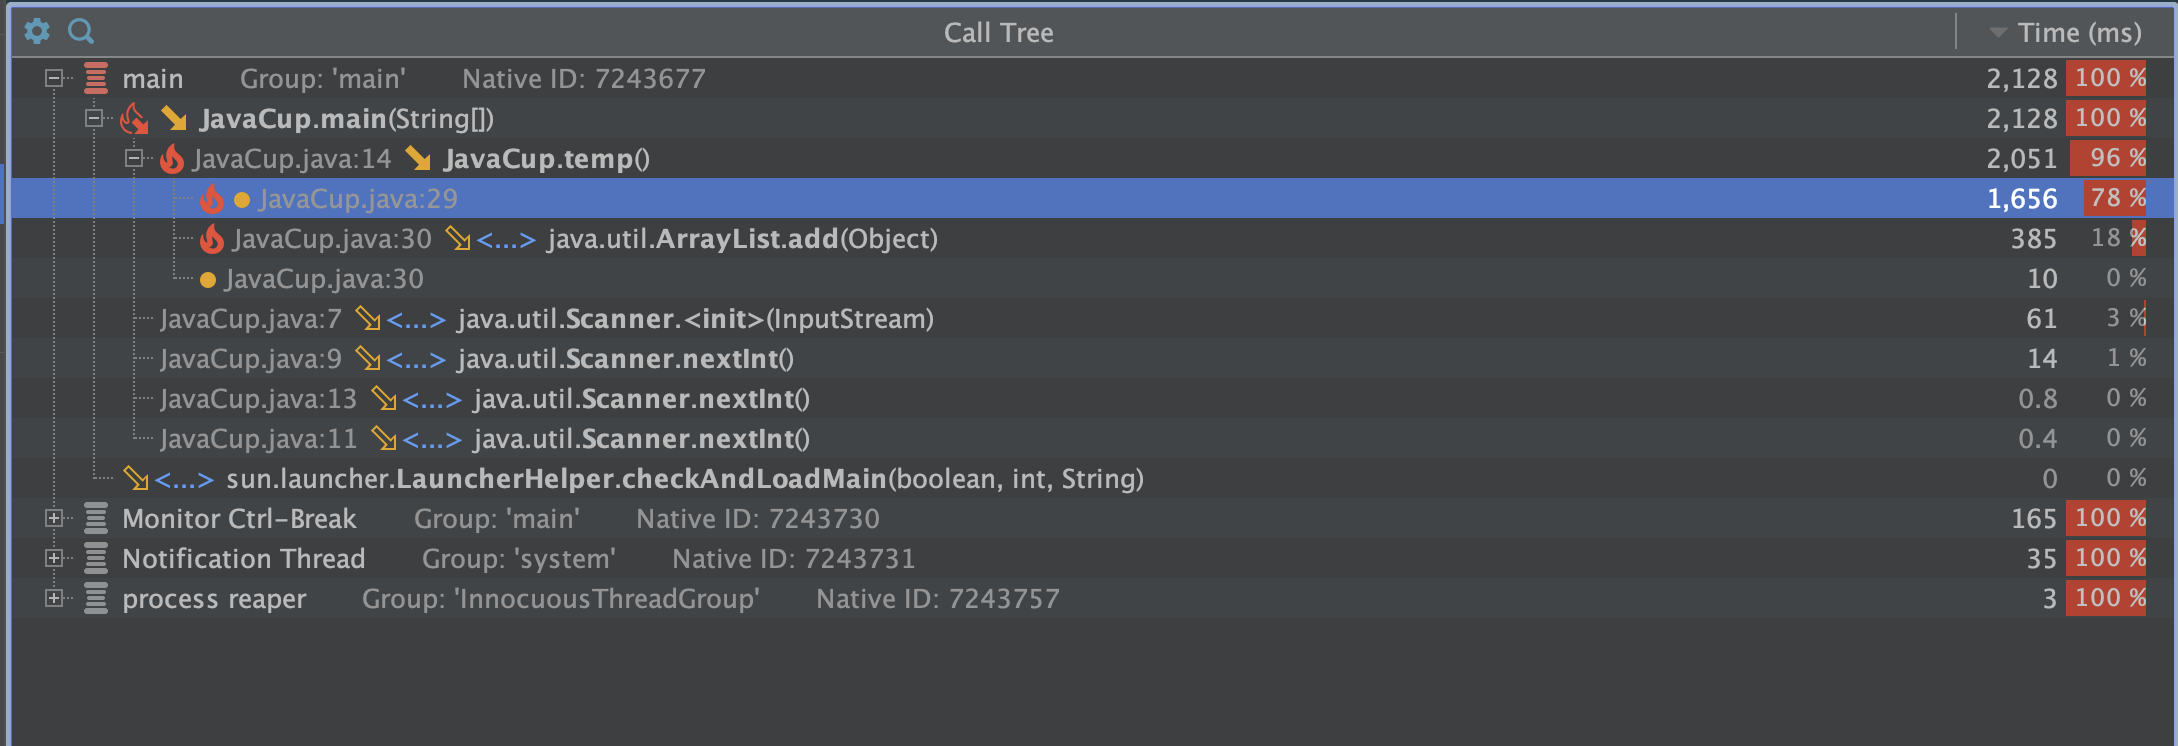 Call Tree Time (ms)
main Group: 'main' Native ID: 7243677 2,128 100 %
JavaCup.main(String[]) 2,128 100 %
JavaCup.java:14 JavaCup.temp() 2,051 96 %
JavaCup.java:29 1,656 78 %
JavaCup.java:30 <...> java.util.ArrayList.add(Object) 385 18 %
JavaCup.java:30 10 0 %
JavaCup.java:7 <...> java.util.Scanner.<init>(InputStream) 61 3 %
JavaCup.java:9 <...> java.util.Scanner.nextInt() 14 1 %
JavaCup.java:13 <...> java.util.Scanner.nextInt() 0.8 0 %
JavaCup.java:11 <...> java.util.Scanner.nextInt() 0.4 0 %
<...> sun.launcher.LauncherHelper.checkAndLoadMain(boolean, int, String) 0 0 %
Monitor Ctrl-Break Group: 'main' Native ID: 7243730 165 100 %
Notification Thread Group: 'system' Native ID: 7243731 35 100 %
process reaper Group: 'InnocuousThreadGroup' Native ID: 7243757 3 100 %